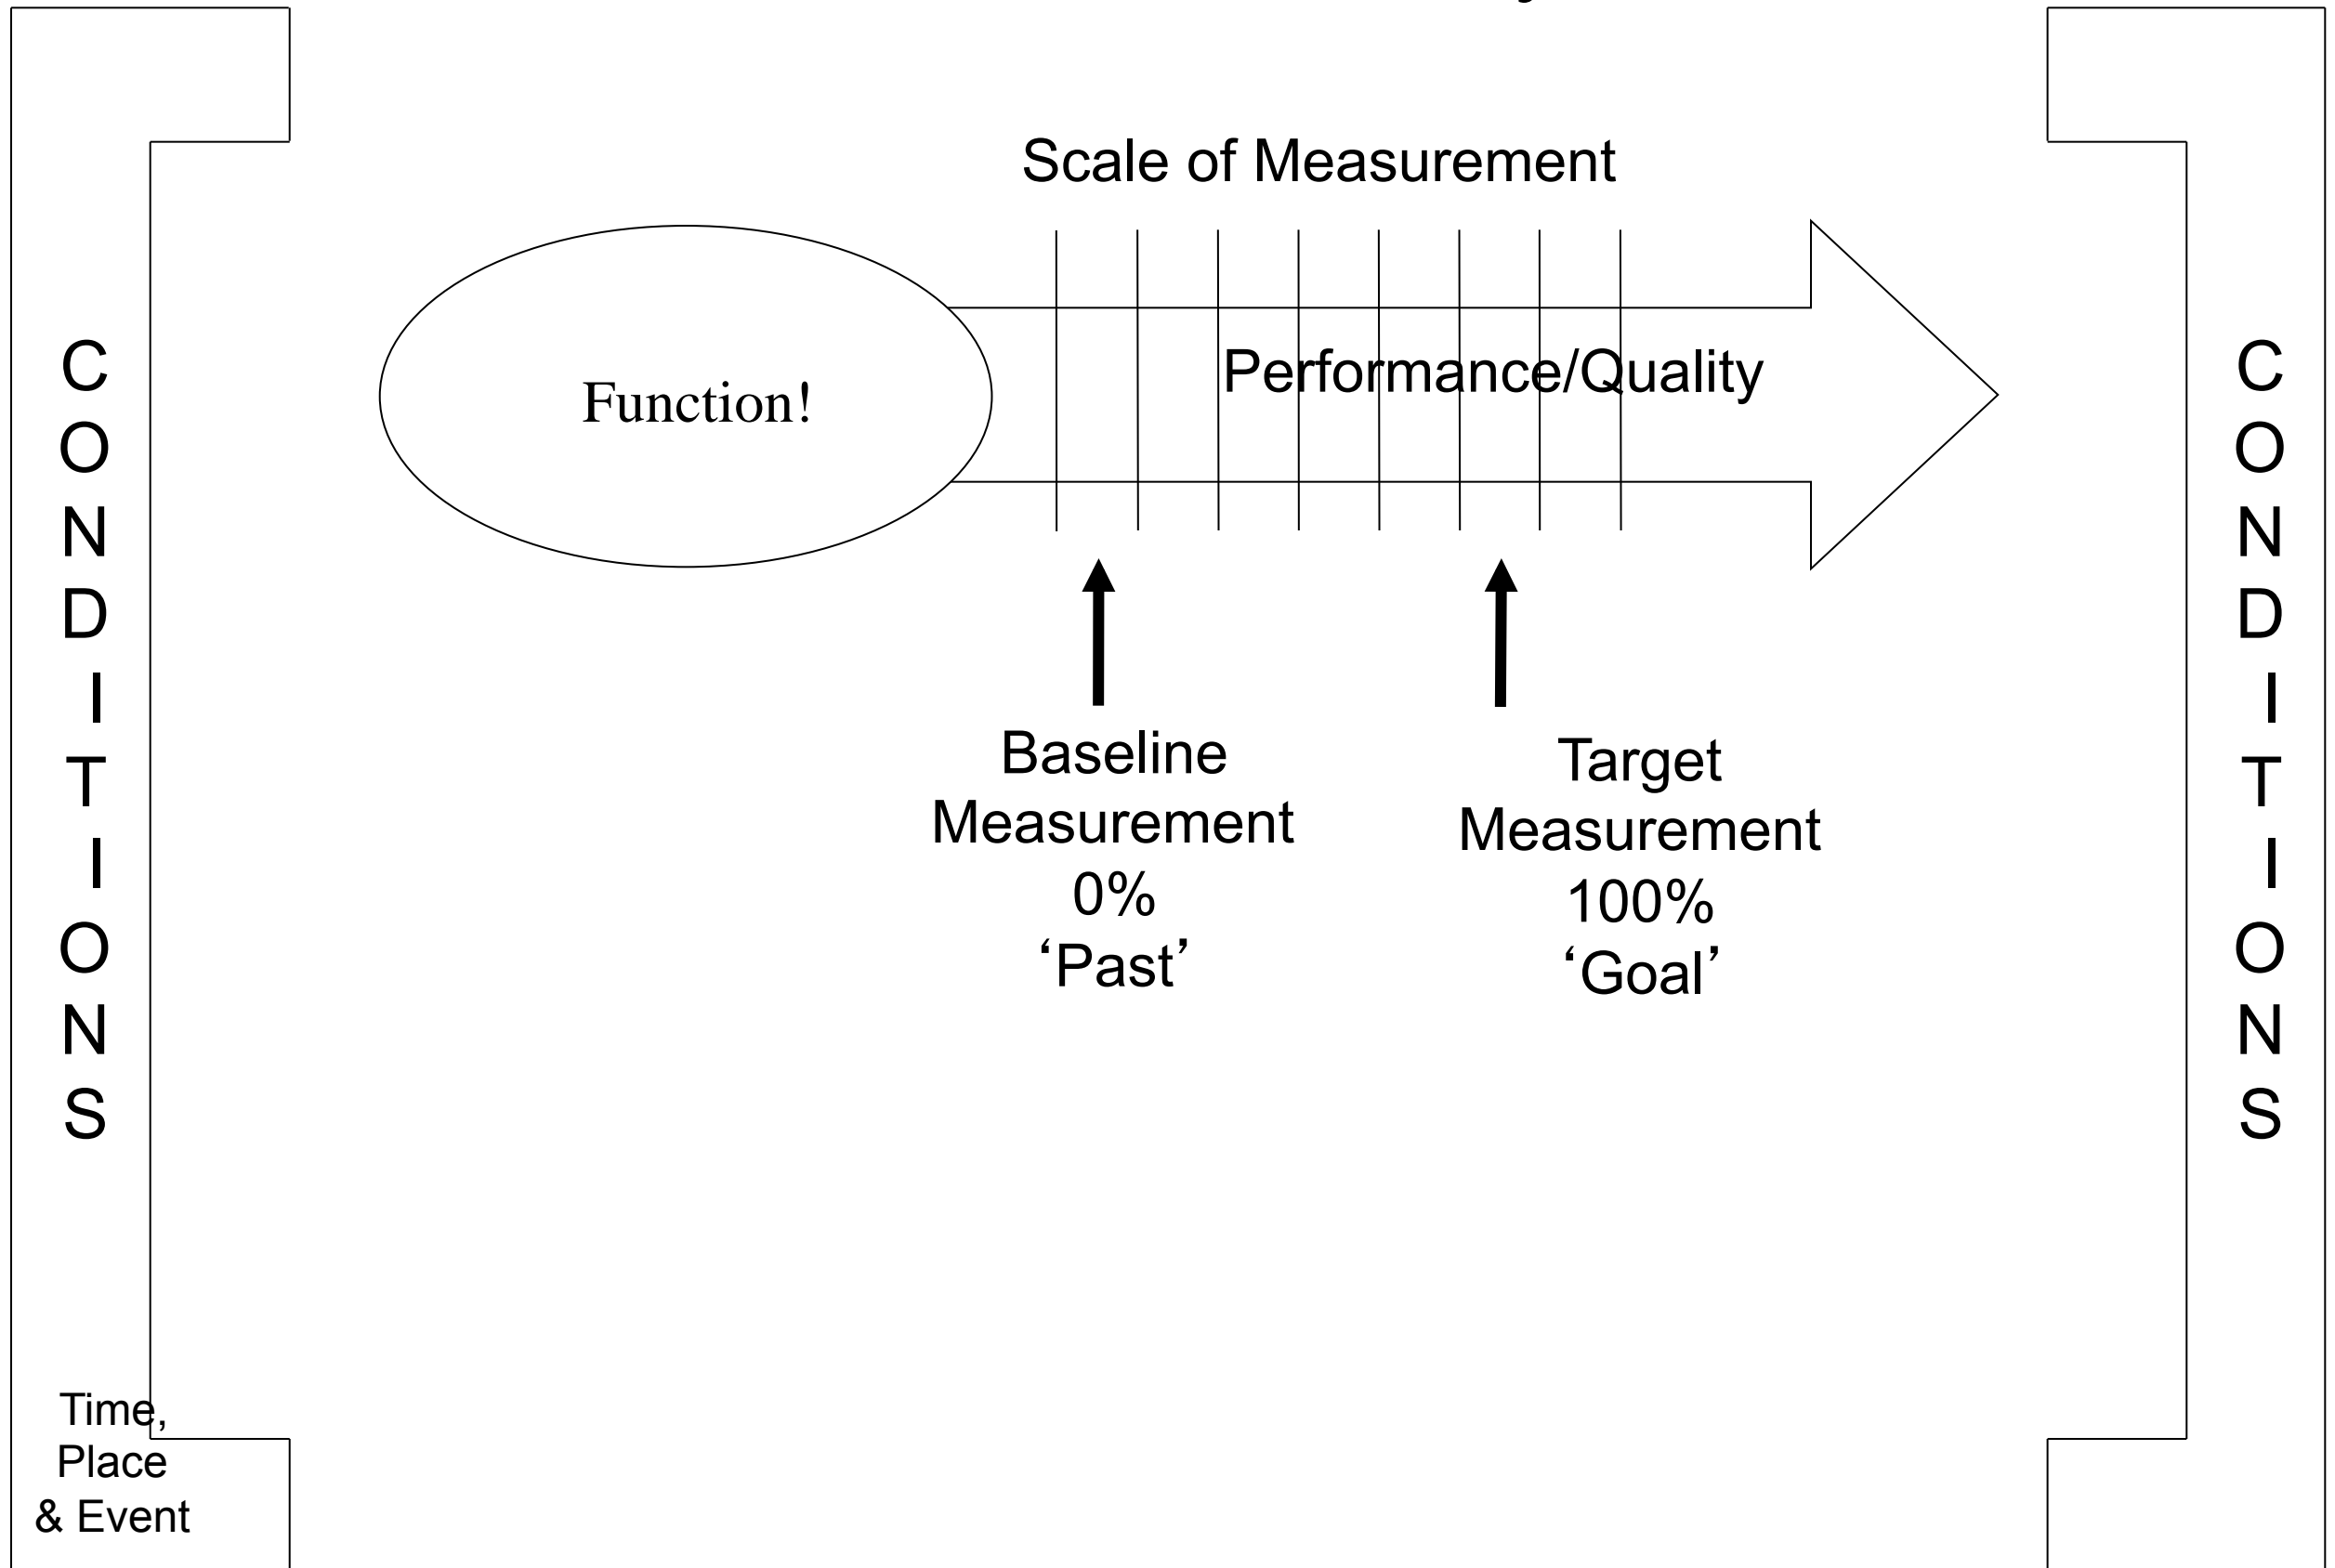 Scale of Measurement
Function!
Performance/Quality
Baseline
Measurement
0%
‘Past’
Target
Measurement
100%
‘Goal’
C
O
N
D
I
T
I
O
N
S
C
O
N
D
I
T
I
O
N
S
Time,
Place
& Event